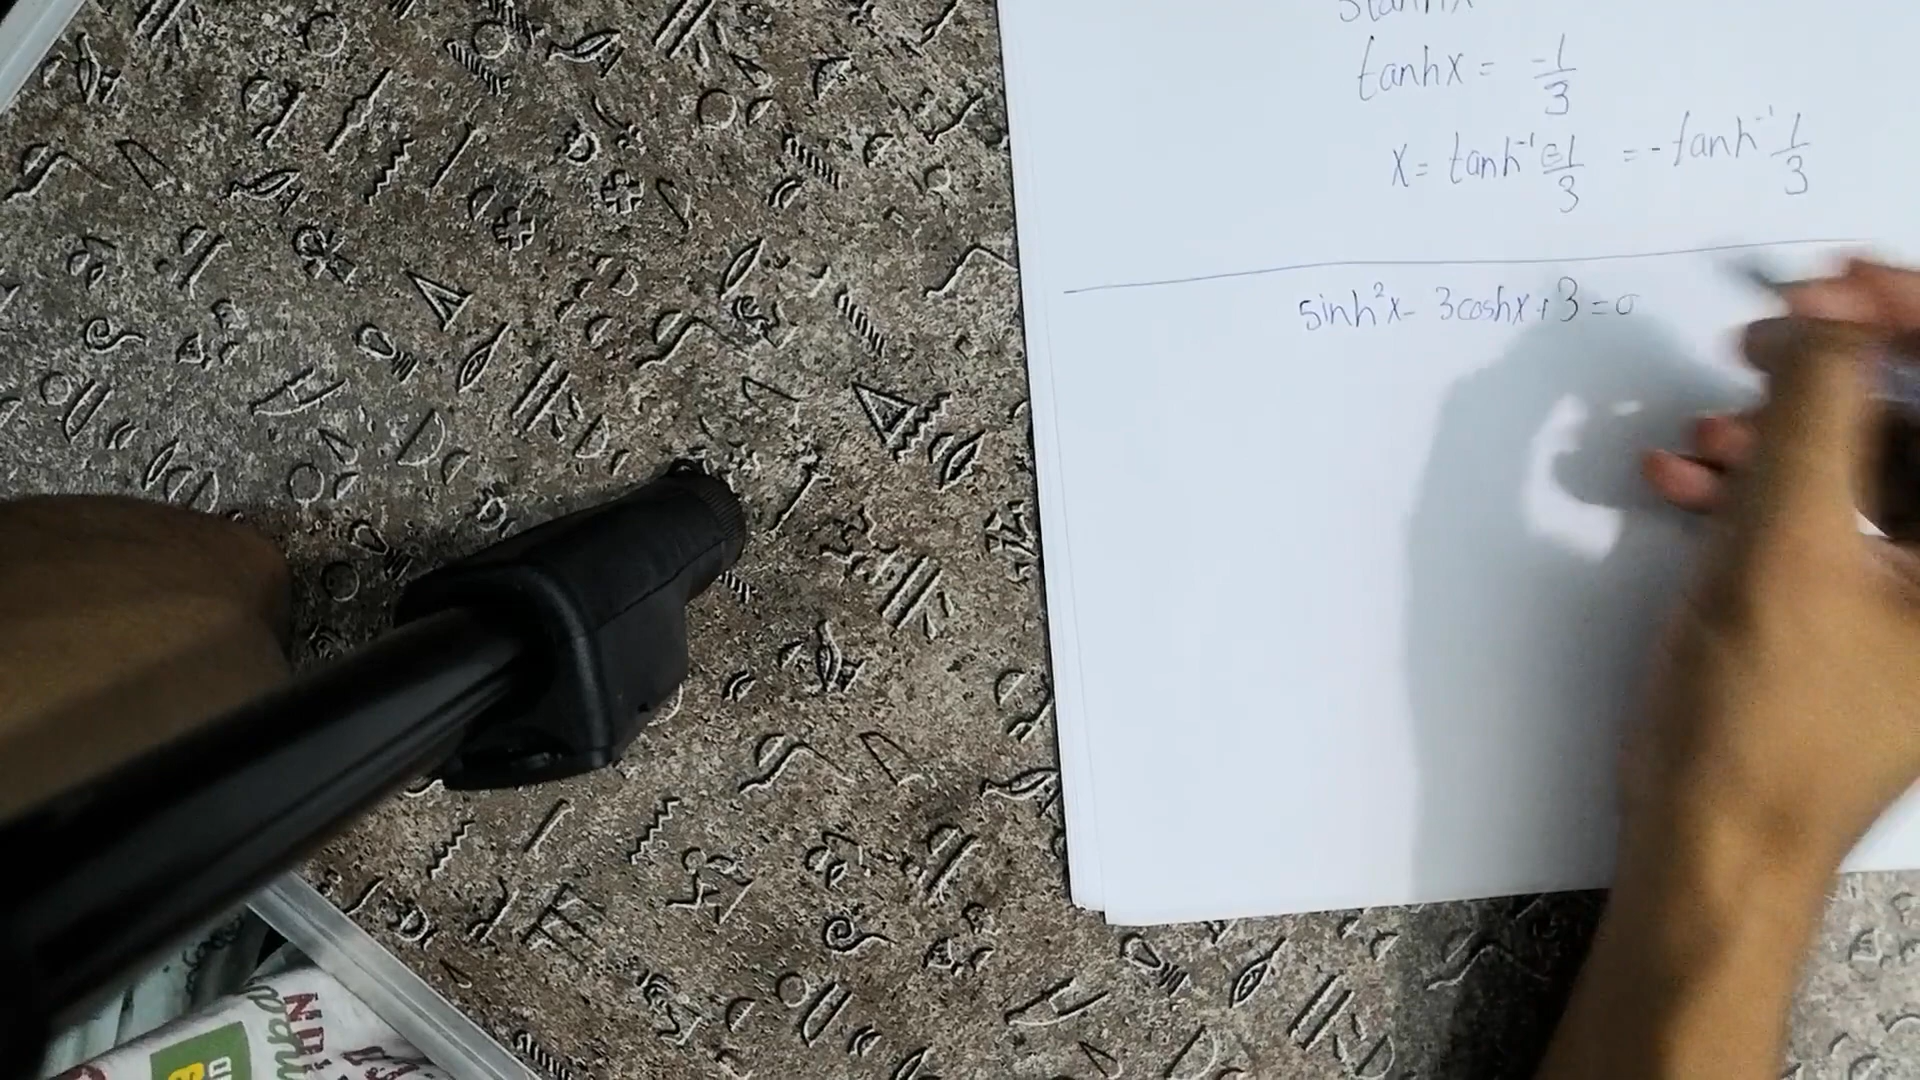 tanhx = -1/3
x = tanh⁻¹ -1/3 = -tanh⁻¹ 1/3
sinh²x - 3coshx + 3 = 0